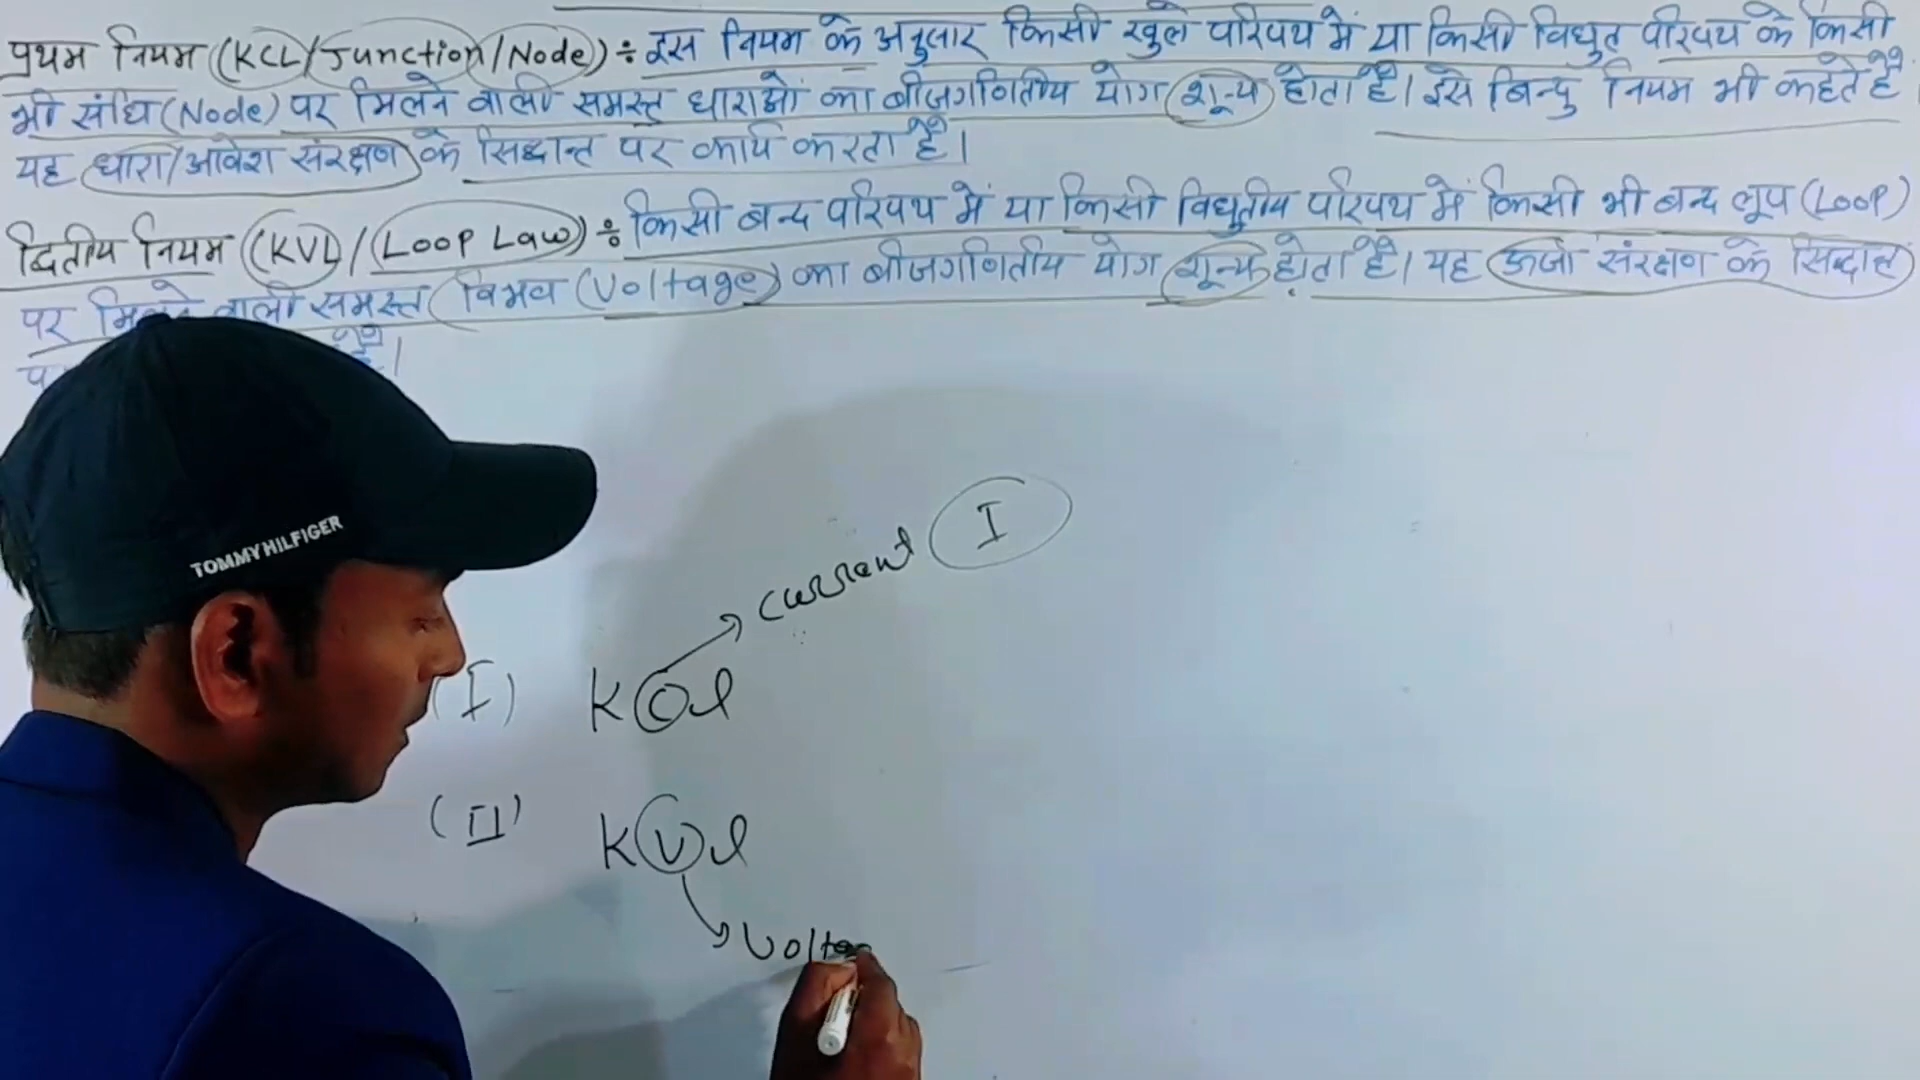 प्रथम नियम (KCL/Junction/Node) ÷ इस नियम के अनुसार किसी खुले परिपथ में या किसी विधुत परिपथ के किसी
भी संधि (Node) पर मिलने वाली समस्त धाराओं का बीजगणितीय योग शून्य होता है। इसे बिन्दु नियम भी कहते है
यह धारा/आवेश संरक्षण के सिद्धान्त पर कार्य करता है।
द्वितीय नियम (KVL/(Loop Law) ÷ किसी बन्द परिपथ में या किसी विधुतीय परिपथ में किसी भी बन्द लूप (Loop)
पर मिलने वाली समस्त विभव (Voltage) का बीजगणितीय योग शून्य होता है। यह ऊर्जा संरक्षण के सिद्धान्त
है।
TOMMY HILFIGER
current I
(I) KCL
(II) KVL
Volta